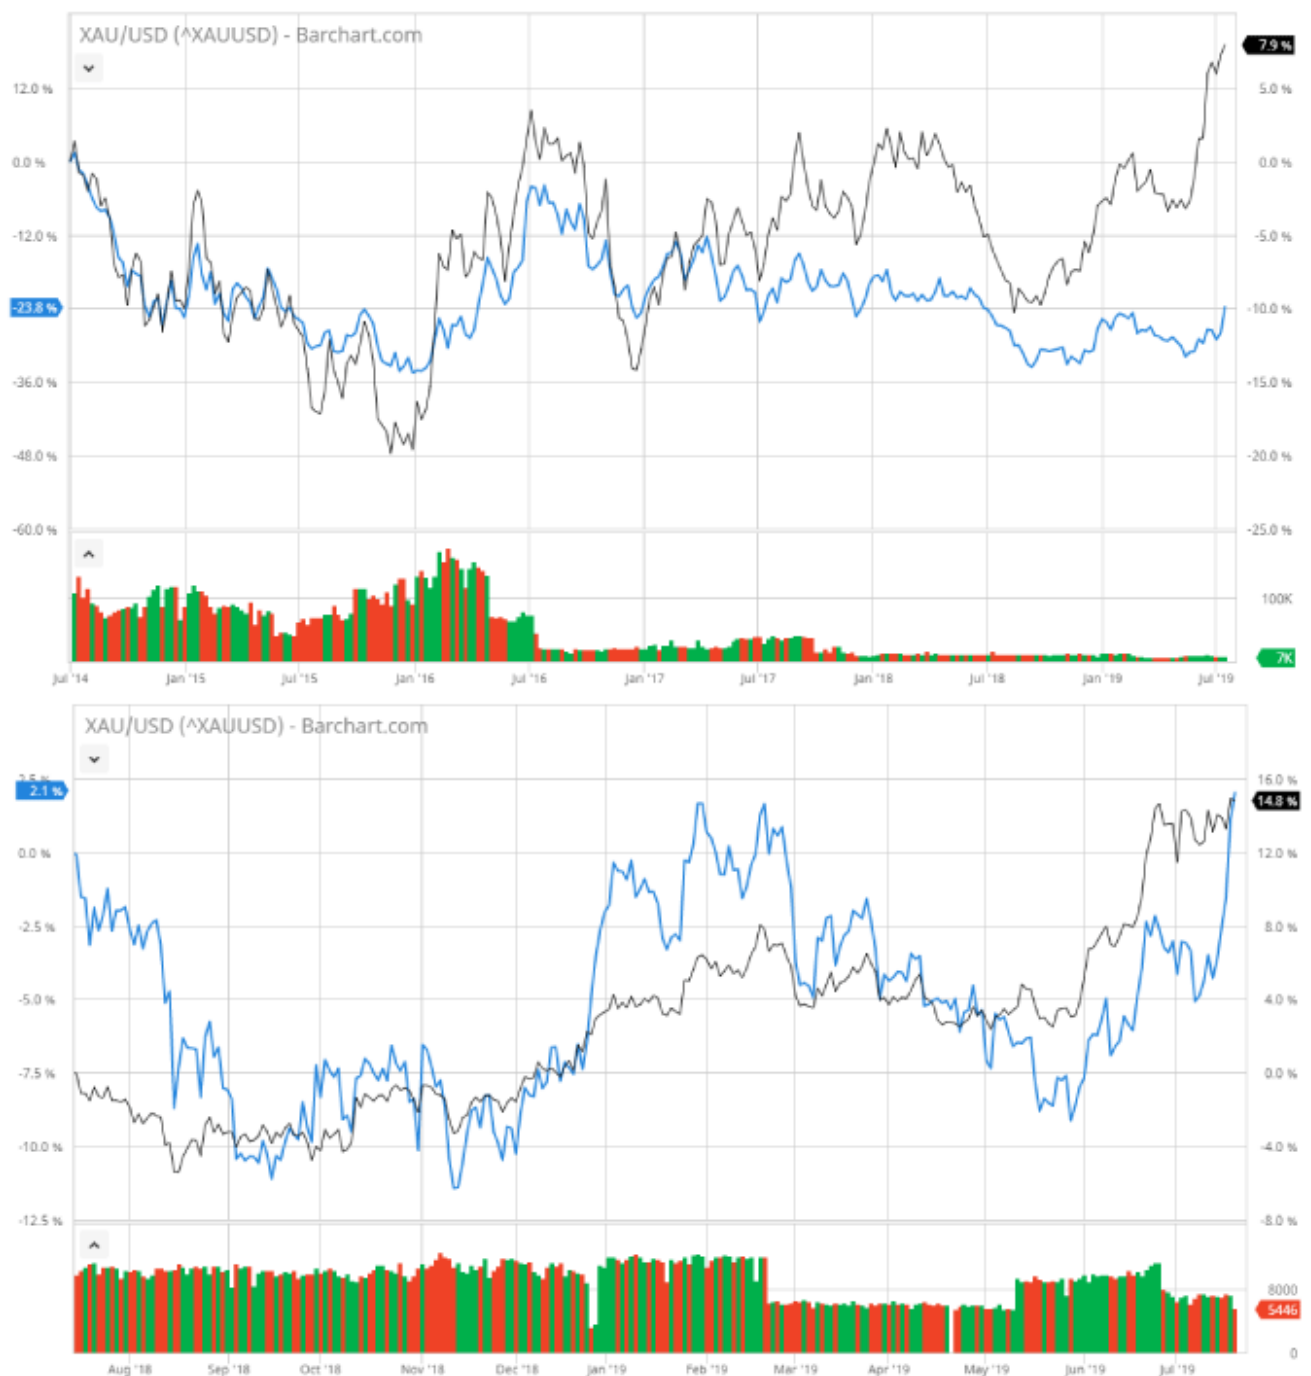 XAU/USD (^XAUUSD) - Barchart.com
7.9 %
12.0 % 5.0 %
0.0 % 0.0 %
-12.0 % -5.0 %
-23.8 % -10.0 %
-36.0 % -15.0 %
-48.0 % -20.0 %
-60.0 % -25.0 %
100K
7K
Jul '14 Jan '15 Jul '15 Jan '16 Jul '16 Jan '17 Jul '17 Jan '18 Jul '18 Jan '19 Jul '19
XAU/USD (^XAUUSD) - Barchart.com
2.5 % 16.0 %
2.1 % 14.8 %
0.0 % 12.0 %
-2.5 % 8.0 %
-5.0 % 4.0 %
-7.5 % 0.0 %
-10.0 % -4.0 %
-12.5 % -8.0 %
8000
5446
0
Aug '18 Sep '18 Oct '18 Nov '18 Dec '18 Jan '19 Feb '19 Mar '19 Apr '19 May '19 Jun '19 Jul '19